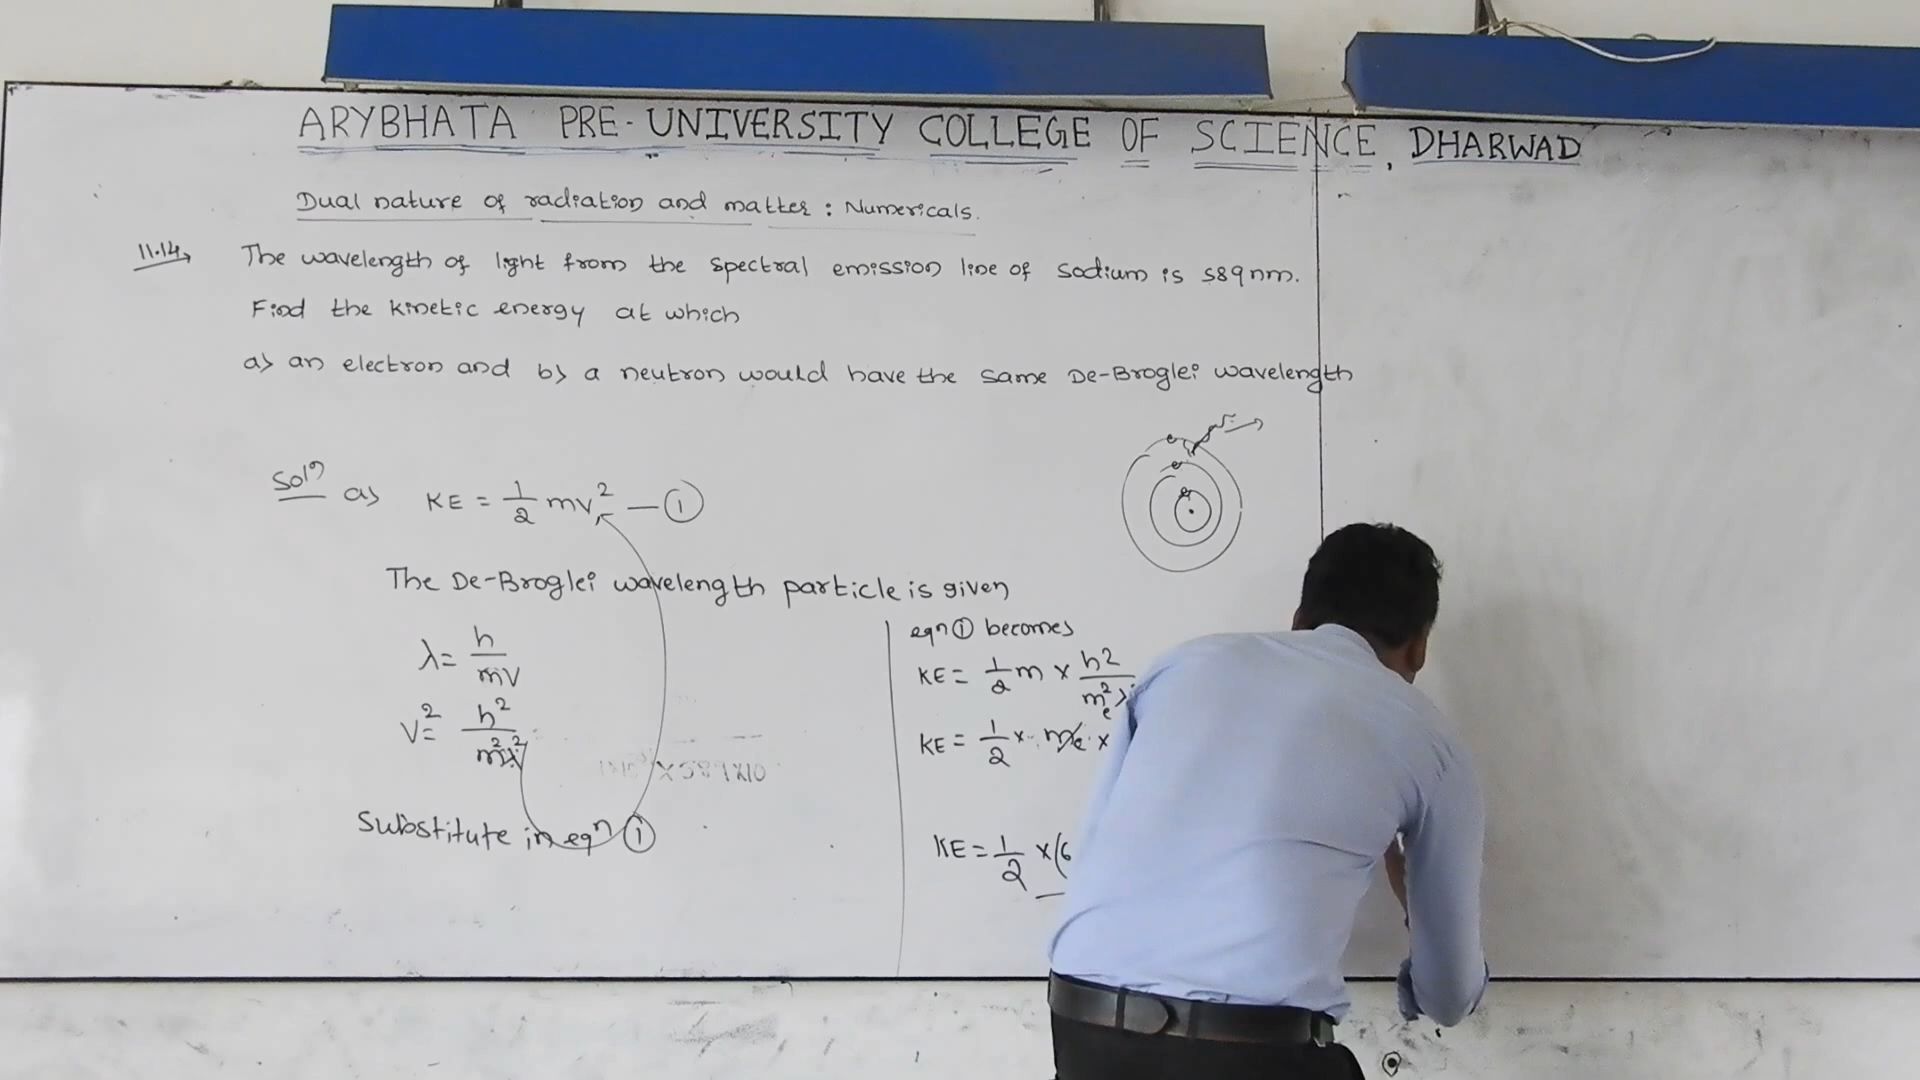 ARYBHATA PRE-UNIVERSITY COLLEGE OF SCIENCE, DHARWAD
Dual nature of radiation and matter : Numericals.
11.14, The wavelength of light from the spectral emission line of sodium is 589nm.
Find the kinetic energy at which
a) an electron and b) a neutron would have the same De-Broglei wavelength
Solⁿ a) KE = 1/2 mv² — ①
The De-Broglei wavelength particle is given
λ = h/mv
v² = h²/m²λ²
Substitute in eqⁿ ①
eqⁿ ① becomes
KE = 1/2 m × h²/m²
KE = 1/2 × me ×
KE = 1/2 × (6
× 589 × 10
e
e
e